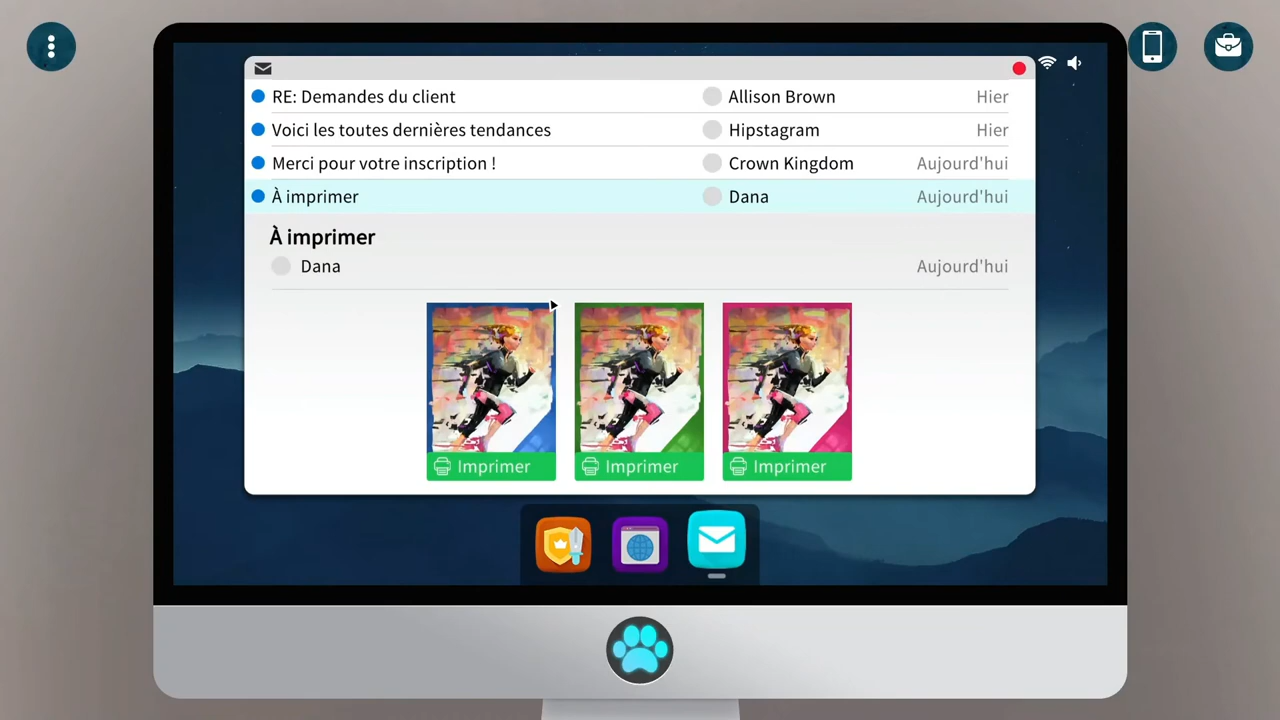 RE: Demandes du client Allison Brown Hier
Voici les toutes dernières tendances Hipstagram Hier
Merci pour votre inscription ! Crown Kingdom Aujourd'hui
À imprimer Dana Aujourd'hui
À imprimer
Dana Aujourd'hui
Imprimer Imprimer Imprimer